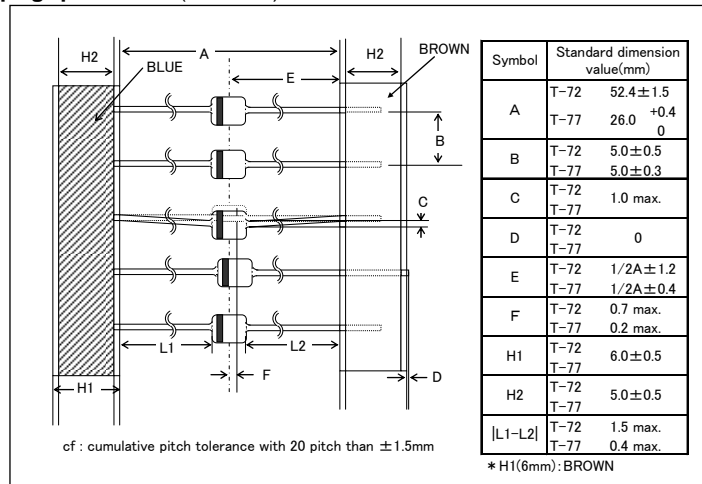 H2
A
H2
BROWN
BLUE
E
B
C
L1
L2
F
D
H1
cf : cumulative pitch tolerance with 20 pitch than ±1.5mm
Symbol Standard dimension value(mm)
A T-72 52.4±1.5
T-77 26.0 +0.4 0
B T-72 5.0±0.5
T-77 5.0±0.3
C T-72 1.0 max.
T-77
D T-72 0
T-77
E T-72 1/2A±1.2
T-77 1/2A±0.4
F T-72 0.7 max.
T-77 0.2 max.
H1 T-72 6.0±0.5
T-77
H2 T-72 5.0±0.5
T-77
|L1-L2| T-72 1.5 max.
T-77 0.4 max.
*H1(6mm):BROWN